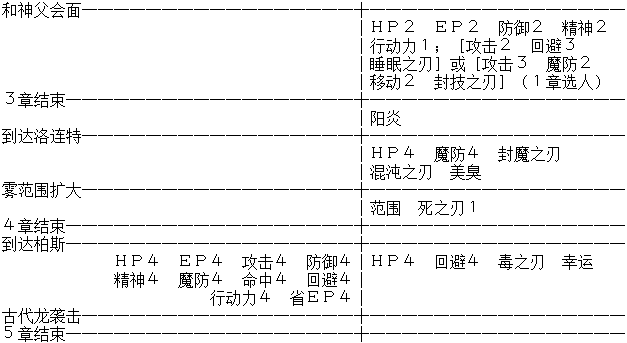 和神父会面
ＨＰ２　ＥＰ２　防御２　精神２
行动力１；［攻击２　回避３
睡眠之刃］或［攻击３　魔防２
移动２　封技之刃］（１章选人）
３章结束
阳炎
到达洛连特
ＨＰ４　魔防４　封魔之刃
混沌之刃　美臭
雾范围扩大
范围　死之刃１
４章结束
到达柏斯
ＨＰ４　ＥＰ４　攻击４　防御４　ＨＰ４　回避４　毒之刃　幸运
精神４　魔防４　命中４　回避４
行动力４　省ＥＰ４
古代龙袭击
５章结束